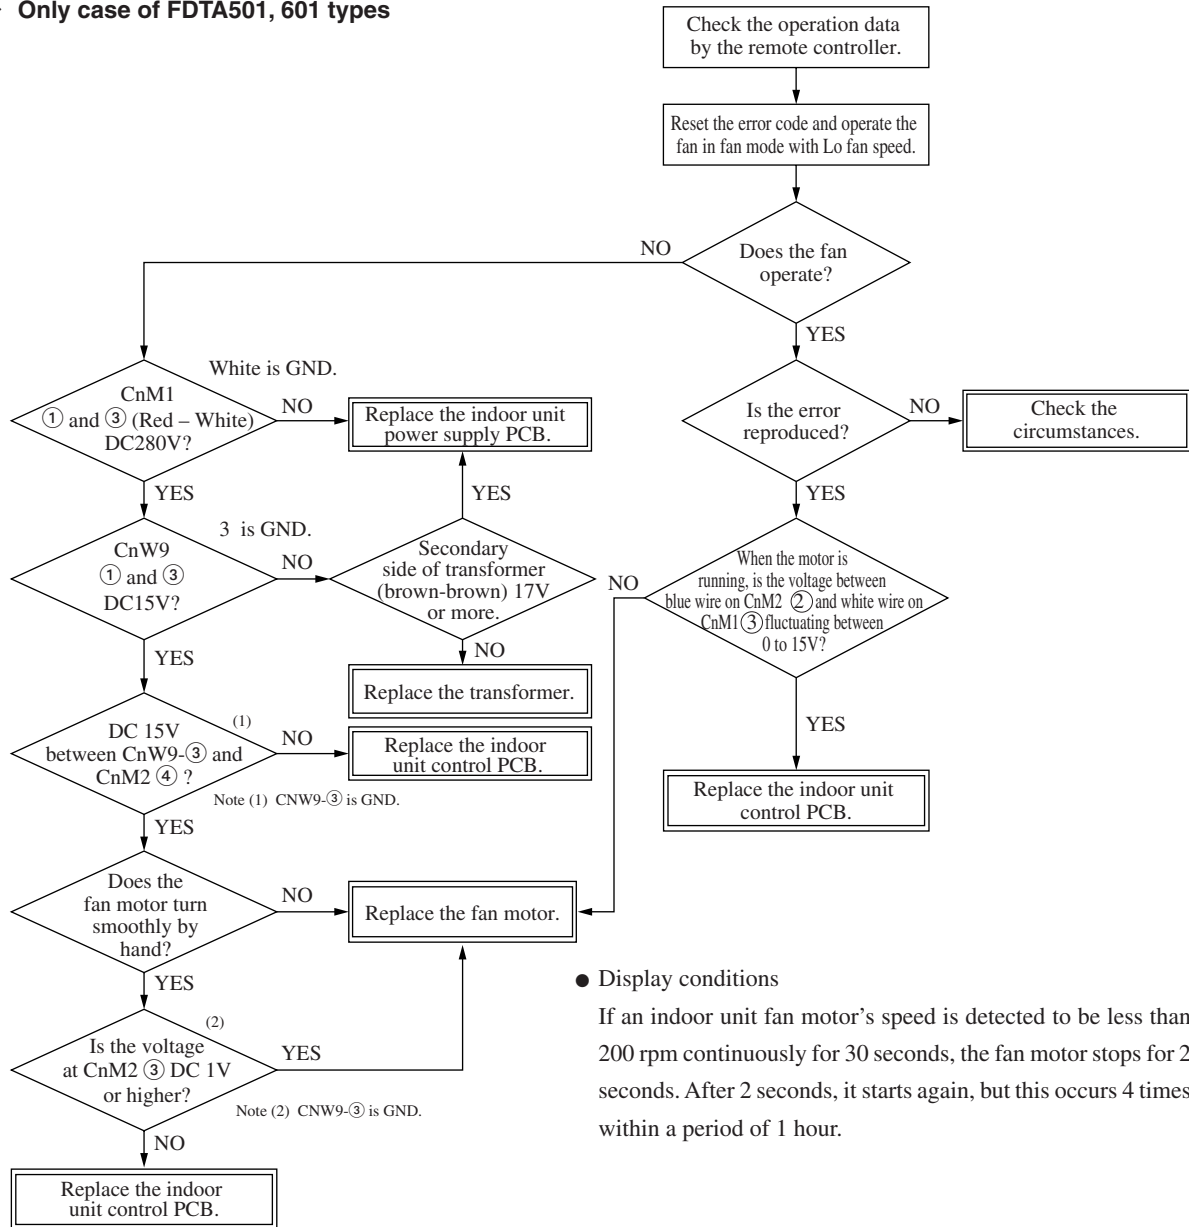 Only case of FDTA501, 601 types
Check the operation data
by the remote controller.
Reset the error code and operate the
fan in fan mode with Lo fan speed.
Does the fan
operate?
NO
YES
White is GND.
CnM1
① and ③ (Red – White)
DC280V?
NO
Replace the indoor unit
power supply PCB.
YES
Is the error
reproduced?
NO
Check the
circumstances.
YES
YES
3 is GND.
CnW9
① and ③
DC15V?
NO
Secondary
side of transformer
(brown-brown) 17V
or more.
NO
Replace the transformer.
YES
When the motor is
running, is the voltage between
blue wire on CnM2 ② and white wire on
CnM1 ③ fluctuating between
0 to 15V?
NO
YES
Replace the indoor unit
control PCB.
DC 15V
between CnW9-③ and
CnM2 ④ ?
(1)
NO
Replace the indoor
unit control PCB.
Note (1) CNW9-③ is GND.
YES
Does the
fan motor turn
smoothly by
hand?
NO
Replace the fan motor.
YES
(2)
Is the voltage
at CnM2 ③ DC 1V
or higher?
YES
Note (2) CNW9-③ is GND.
NO
Replace the indoor
unit control PCB.
● Display conditions
If an indoor unit fan motor's speed is detected to be less than
200 rpm continuously for 30 seconds, the fan motor stops for 2
seconds. After 2 seconds, it starts again, but this occurs 4 times
within a period of 1 hour.